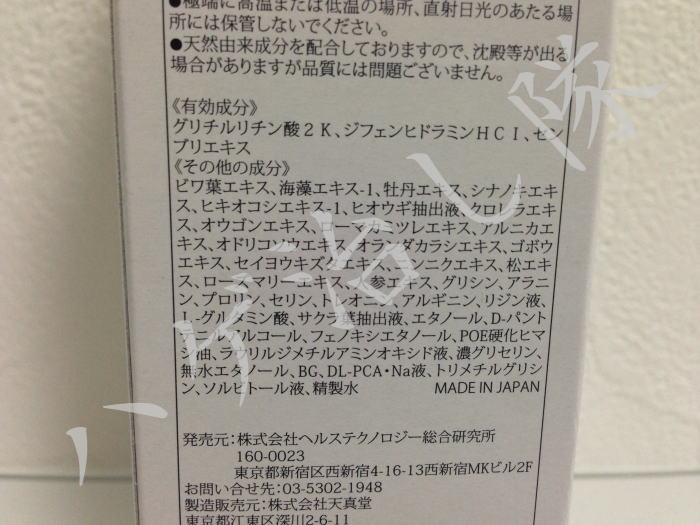 ●極端に高温または低温の場所、直射日光のあたる場
所には保管しないでください。
●天然由来成分を配合しておりますので、沈殿等が出る
場合がありますが品質には問題ございません。
《有効成分》
グリチルリチン酸2K、ジフェンヒドラミンHCI、セン
ブリエキス
《その他の成分》
ビワ葉エキス、海藻エキス-1、牡丹エキス、シナノキエキ
ス、ヒキオコシエキス-1、ヒオウギ抽出液、クロレラエキ
ス、オウゴンエキス、ローマカミツレエキス、アルニカエ
キス、オドリコソウエキス、オランダカラシエキス、ゴボウ
エキス、セイヨウキズタエキス、ニンニクエキス、松エキ
ス、ローズマリーエキス、人参エキス、グリシン、アラニ
ン、プロリン、セリン、トレオニン、アルギニン、リジン液、
L-グルタミン酸、サクラ葉抽出液、エタノール、D-パント
テニルアルコール、フェノキシエタノール、POE硬化ヒマ
シ油、ラウリルジメチルアミンオキシド液、濃グリセリン、
無水エタノール、BG、DL-PCA・Na液、トリメチルグリシ
ン、ソルビトール液、精製水 MADE IN JAPAN
発売元:株式会社ヘルステクノロジー総合研究所
160-0023
東京都新宿区西新宿4-16-13西新宿MKビル2F
お問い合せ先:03-5302-1948
製造販売元:株式会社天真堂
東京都江東区深川2-6-11
ハゲ治し隊